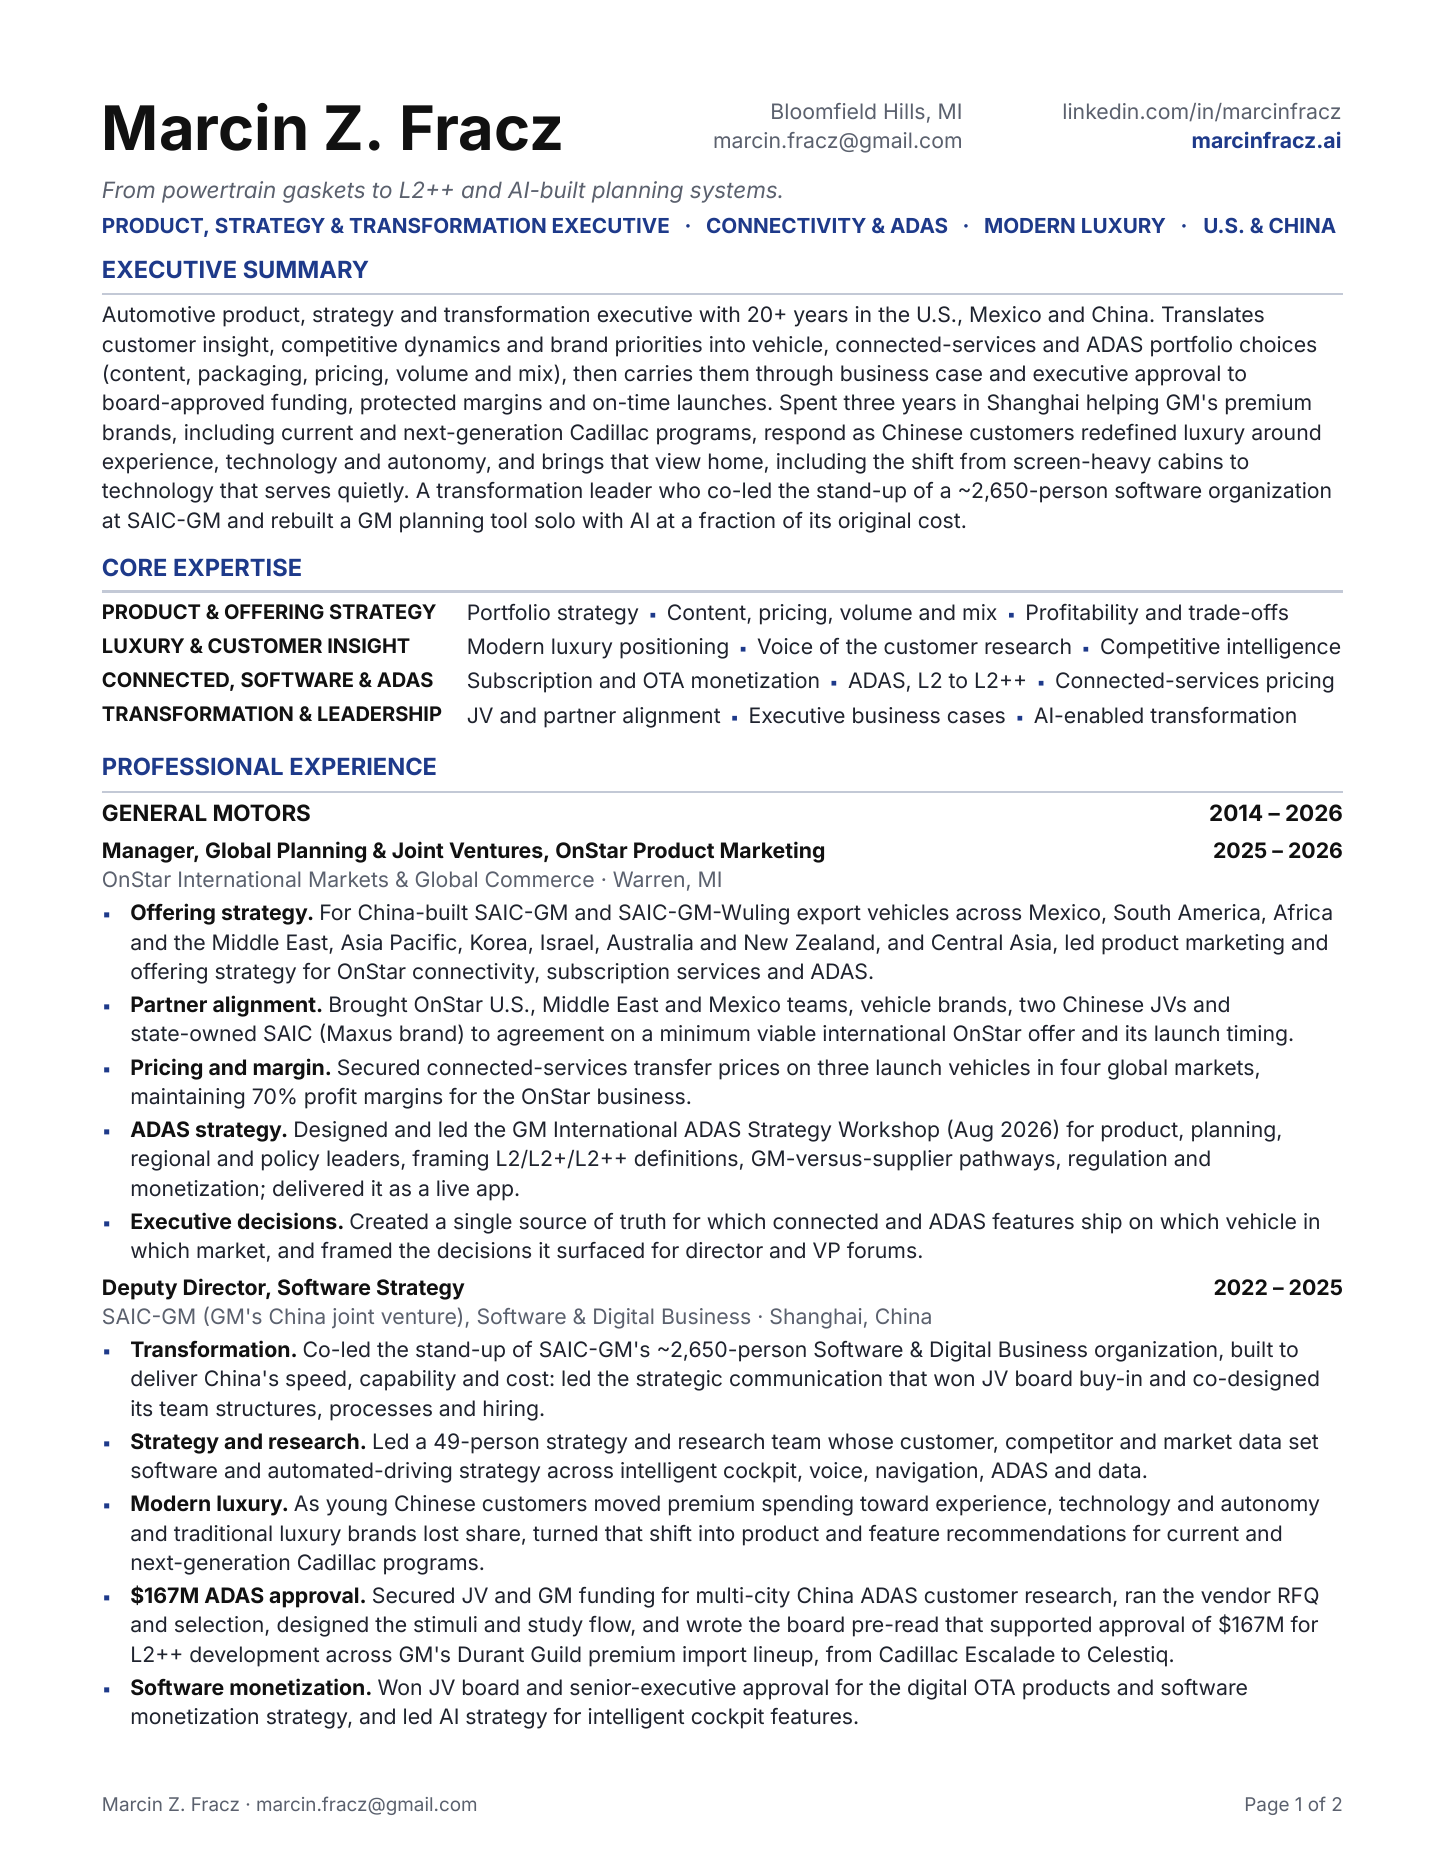 Marcin Z. Fracz
Bloomfield Hills, MI
marcin.fracz@gmail.com
linkedin.com/in/marcinfracz
marcinfracz.ai
From powertrain gaskets to L2++ and AI-built planning systems.
PRODUCT, STRATEGY & TRANSFORMATION EXECUTIVE · CONNECTIVITY & ADAS · MODERN LUXURY · U.S. & CHINA
EXECUTIVE SUMMARY
Automotive product, strategy and transformation executive with 20+ years in the U.S., Mexico and China. Translates
customer insight, competitive dynamics and brand priorities into vehicle, connected-services and ADAS portfolio choices
(content, packaging, pricing, volume and mix), then carries them through business case and executive approval to
board-approved funding, protected margins and on-time launches. Spent three years in Shanghai helping GM's premium
brands, including current and next-generation Cadillac programs, respond as Chinese customers redefined luxury around
experience, technology and autonomy, and brings that view home, including the shift from screen-heavy cabins to
technology that serves quietly. A transformation leader who co-led the stand-up of a ~2,650-person software organization
at SAIC-GM and rebuilt a GM planning tool solo with AI at a fraction of its original cost.
CORE EXPERTISE
PRODUCT & OFFERING STRATEGY Portfolio strategy ▪ Content, pricing, volume and mix ▪ Profitability and trade-offs
LUXURY & CUSTOMER INSIGHT Modern luxury positioning ▪ Voice of the customer research ▪ Competitive intelligence
CONNECTED, SOFTWARE & ADAS Subscription and OTA monetization ▪ ADAS, L2 to L2++ ▪ Connected-services pricing
TRANSFORMATION & LEADERSHIP JV and partner alignment ▪ Executive business cases ▪ AI-enabled transformation
PROFESSIONAL EXPERIENCE
GENERAL MOTORS 2014 – 2026
Manager, Global Planning & Joint Ventures, OnStar Product Marketing 2025 – 2026
OnStar International Markets & Global Commerce · Warren, MI
▪ Offering strategy. For China-built SAIC-GM and SAIC-GM-Wuling export vehicles across Mexico, South America, Africa
and the Middle East, Asia Pacific, Korea, Israel, Australia and New Zealand, and Central Asia, led product marketing and
offering strategy for OnStar connectivity, subscription services and ADAS.
▪ Partner alignment. Brought OnStar U.S., Middle East and Mexico teams, vehicle brands, two Chinese JVs and
state-owned SAIC (Maxus brand) to agreement on a minimum viable international OnStar offer and its launch timing.
▪ Pricing and margin. Secured connected-services transfer prices on three launch vehicles in four global markets,
maintaining 70% profit margins for the OnStar business.
▪ ADAS strategy. Designed and led the GM International ADAS Strategy Workshop (Aug 2026) for product, planning,
regional and policy leaders, framing L2/L2+/L2++ definitions, GM-versus-supplier pathways, regulation and
monetization; delivered it as a live app.
▪ Executive decisions. Created a single source of truth for which connected and ADAS features ship on which vehicle in
which market, and framed the decisions it surfaced for director and VP forums.
Deputy Director, Software Strategy 2022 – 2025
SAIC-GM (GM's China joint venture), Software & Digital Business · Shanghai, China
▪ Transformation. Co-led the stand-up of SAIC-GM's ~2,650-person Software & Digital Business organization, built to
deliver China's speed, capability and cost: led the strategic communication that won JV board buy-in and co-designed
its team structures, processes and hiring.
▪ Strategy and research. Led a 49-person strategy and research team whose customer, competitor and market data set
software and automated-driving strategy across intelligent cockpit, voice, navigation, ADAS and data.
▪ Modern luxury. As young Chinese customers moved premium spending toward experience, technology and autonomy
and traditional luxury brands lost share, turned that shift into product and feature recommendations for current and
next-generation Cadillac programs.
▪ $167M ADAS approval. Secured JV and GM funding for multi-city China ADAS customer research, ran the vendor RFQ
and selection, designed the stimuli and study flow, and wrote the board pre-read that supported approval of $167M for
L2++ development across GM's Durant Guild premium import lineup, from Cadillac Escalade to Celestiq.
▪ Software monetization. Won JV board and senior-executive approval for the digital OTA products and software
monetization strategy, and led AI strategy for intelligent cockpit features.
Marcin Z. Fracz · marcin.fracz@gmail.com Page 1 of 2